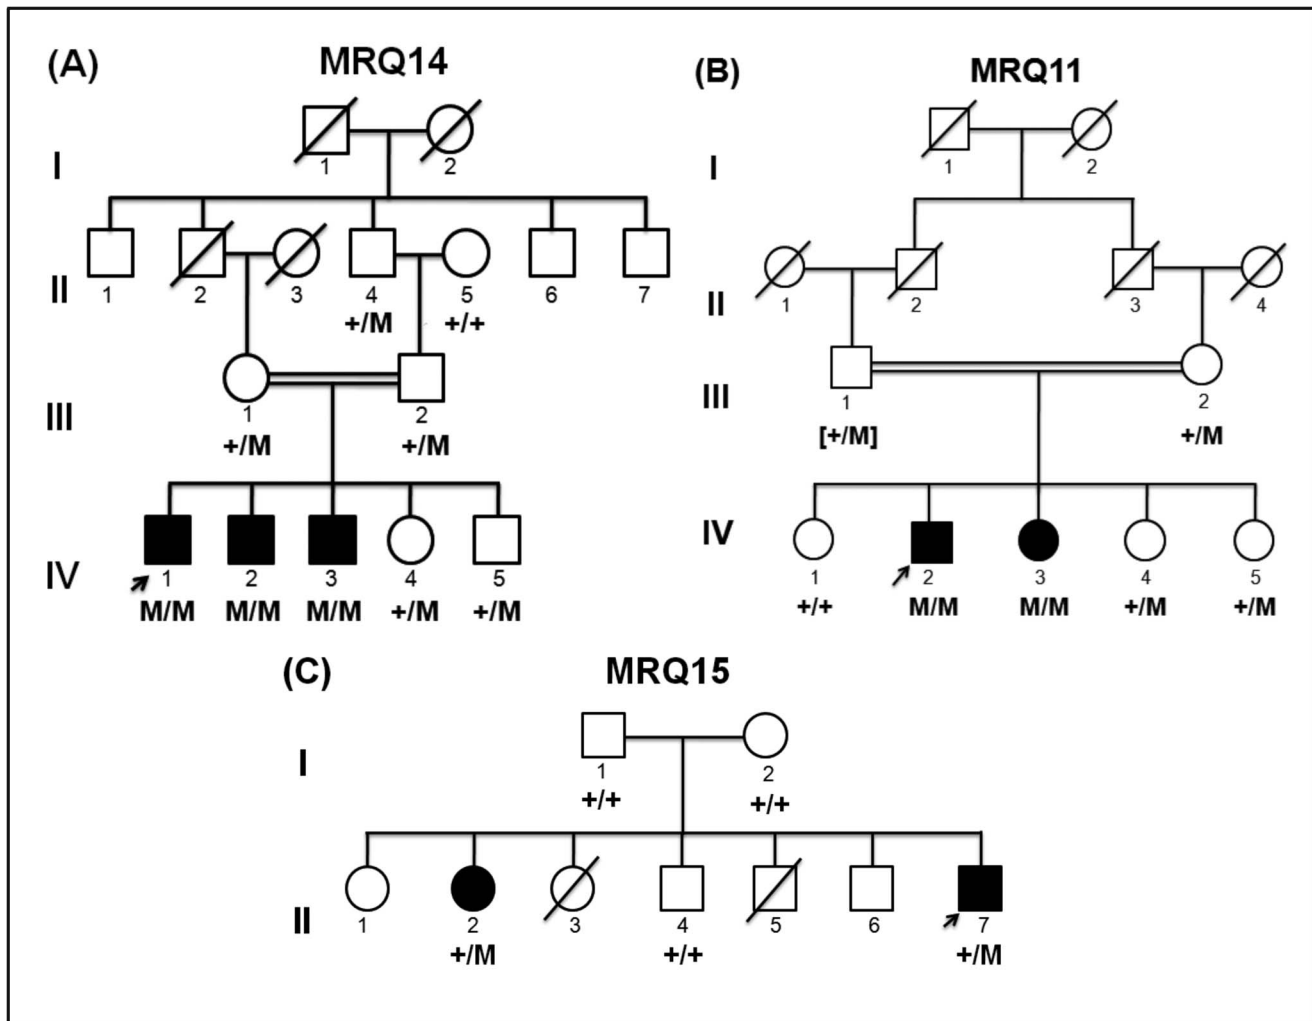 (A) MRQ14
1 2
I
1 2 3 4 5 6 7
II
+/M +/+
1 2
III
+/M +/M
1 2 3 4 5
IV
M/M M/M M/M +/M +/M
(B) MRQ11
1 2
I
1 2 3 4
II
1 2
III
[+/M] +/M
IV
1 2 3 4 5
+/+ M/M M/M +/M +/M
(C) MRQ15
I
1 2
+/+ +/+
II
1 2 3 4 5 6 7
+/M +/+ +/M